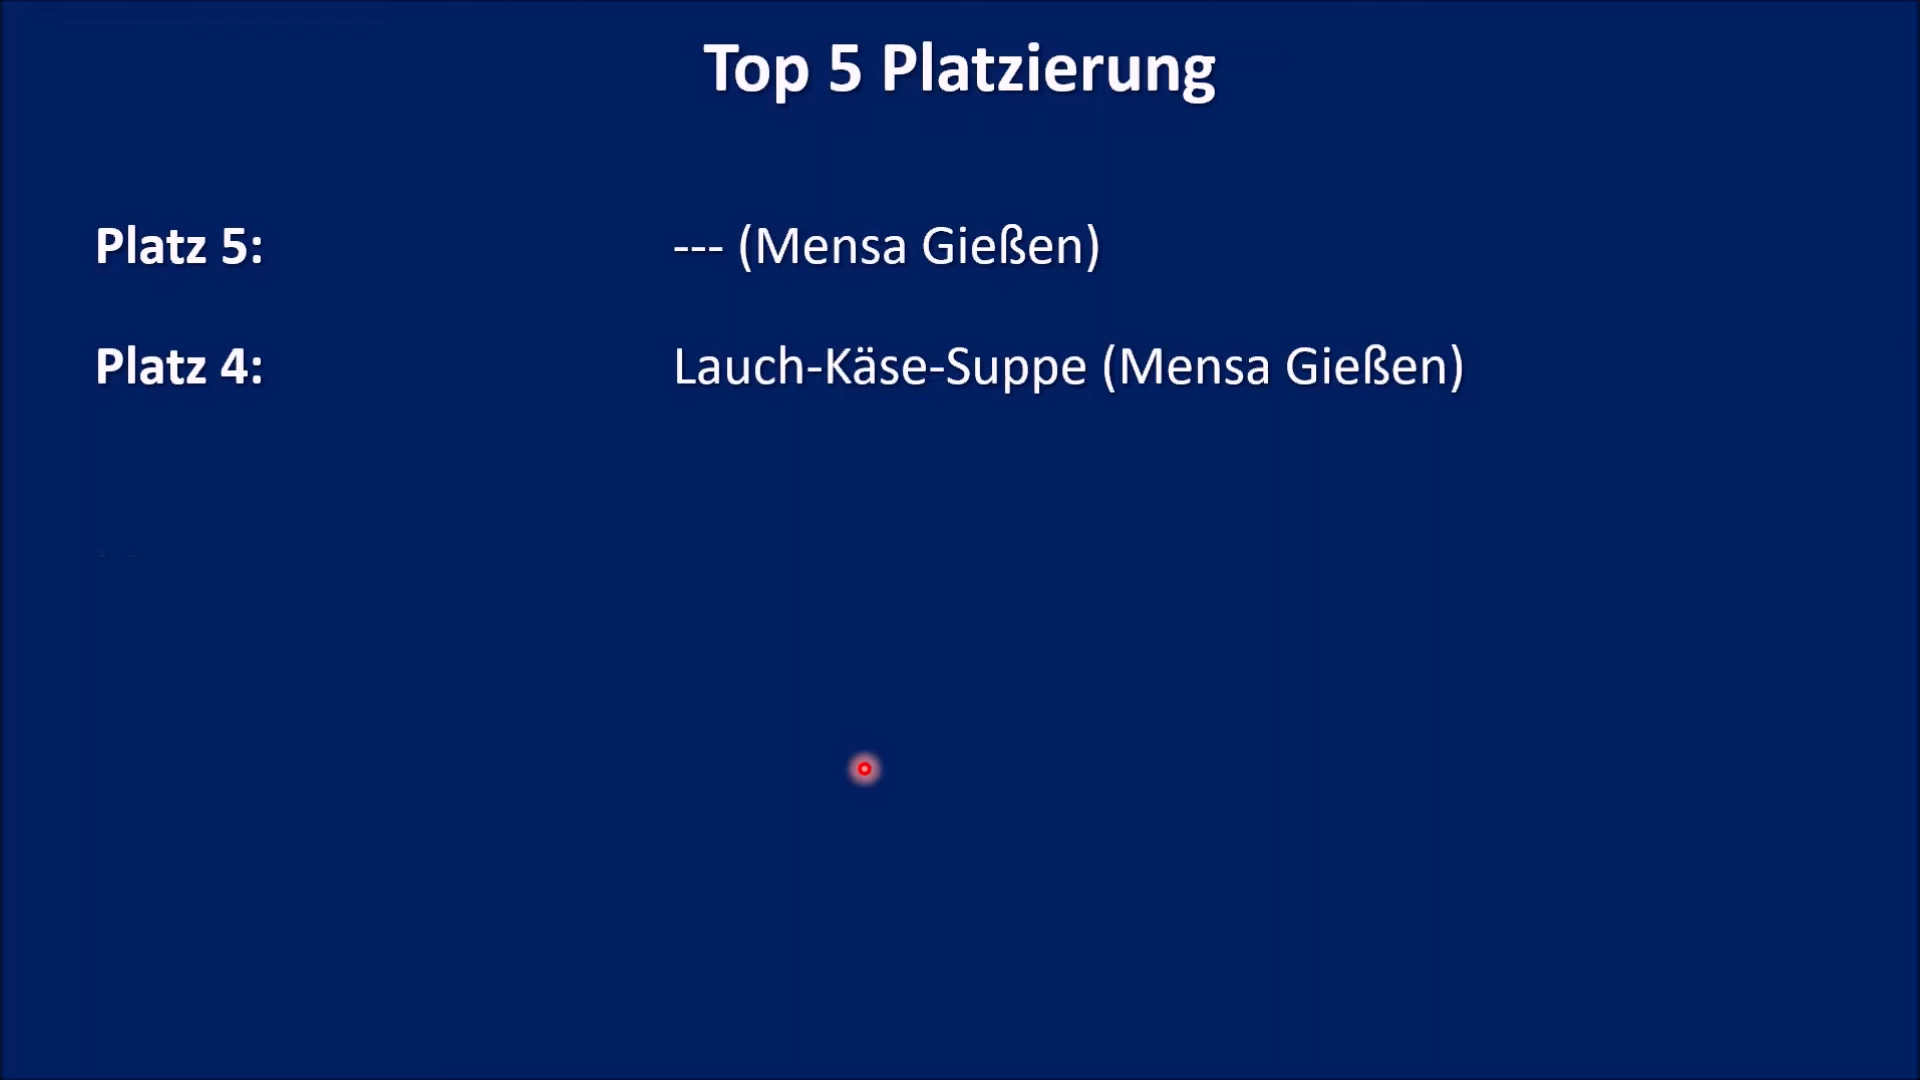 Top 5 Platzierung
Platz 5: --- (Mensa Gießen)
Platz 4: Lauch-Käse-Suppe (Mensa Gießen)